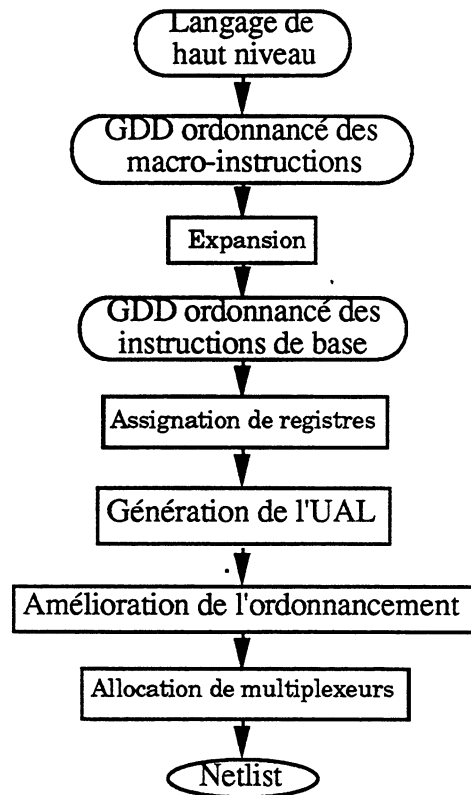 Langage de
haut niveau
GDD ordonnancé des
macro-instructions
Expansion
GDD ordonnancé des
instructions de base
Assignation de registres
Génération de l'UAL
Amélioration de l'ordonnancement
Allocation de multiplexeurs
Netlist